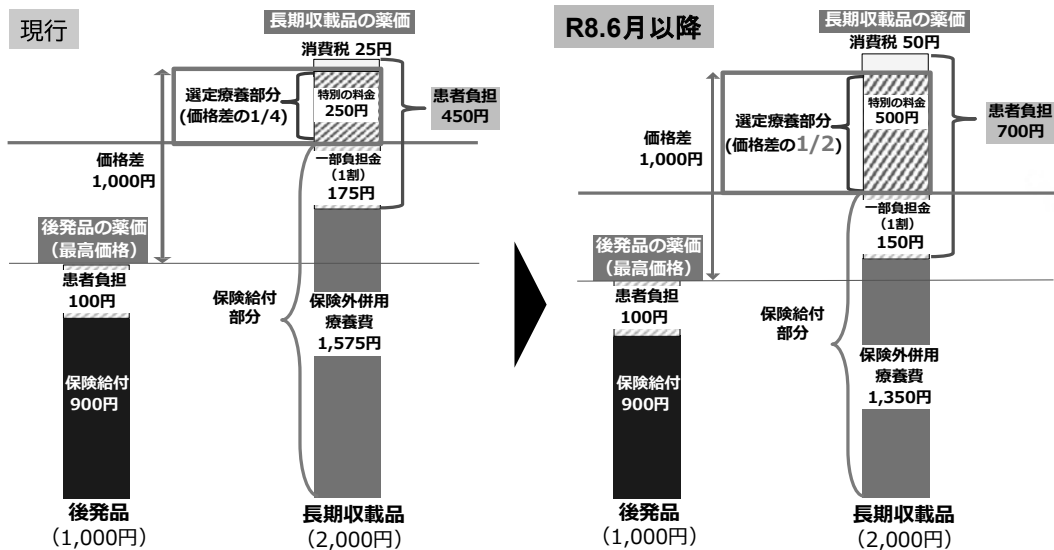 現行
長期収載品の薬価
消費税 25円
選定療養部分
(価格差の1/4)
特別の料金
250円
患者負担
450円
価格差
1,000円
一部負担金
(1割)
175円
後発品の薬価
(最高価格)
患者負担
100円
保険給付
部分
保険外併用
療養費
1,575円
保険給付
900円
後発品
(1,000円)
長期収載品
(2,000円)
R8.6月以降
長期収載品の薬価
消費税 50円
特別の料金
500円
患者負担
700円
選定療養部分
(価格差の1/2)
価格差
1,000円
一部負担金
(1割)
150円
後発品の薬価
(最高価格)
患者負担
100円
保険給付
部分
保険外併用
療養費
1,350円
保険給付
900円
後発品
(1,000円)
長期収載品
(2,000円)